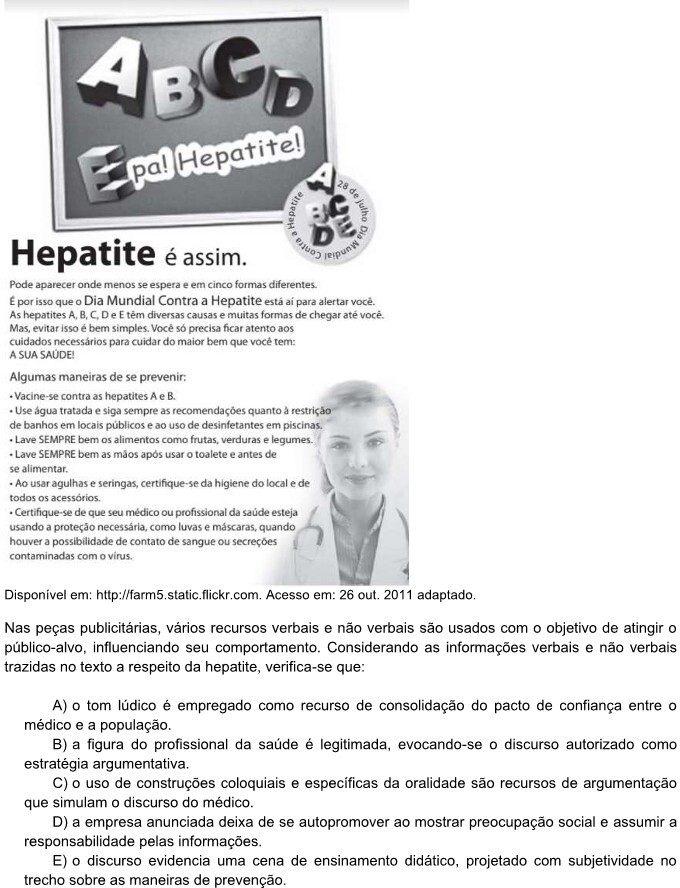 A B C D
Epa! Hepatite!
A B C D E
28 de julho Dia Mundial Contra a Hepatite
Hepatite é assim.
Pode aparecer onde menos se espera e em cinco formas diferentes.
É por isso que o Dia Mundial Contra a Hepatite está aí para alertar você.
As hepatites A, B, C, D e E têm diversas causas e muitas formas de chegar até você.
Mas, evitar isso é bem simples. Você só precisa ficar atento aos
cuidados necessários para cuidar do maior bem que você tem:
A SUA SAÚDE!
Algumas maneiras de se prevenir:
• Vacine-se contra as hepatites A e B.
• Use água tratada e siga sempre as recomendações quanto à restrição
de banhos em locais públicos e ao uso de desinfetantes em piscinas.
• Lave SEMPRE bem os alimentos como frutas, verduras e legumes.
• Lave SEMPRE bem as mãos após usar o toalete e antes de
se alimentar.
• Ao usar agulhas e seringas, certifique-se da higiene do local e de
todos os acessórios.
• Certifique-se de que seu médico ou profissional da saúde esteja
usando a proteção necessária, como luvas e máscaras, quando
houver a possibilidade de contato de sangue ou secreções
contaminadas com o vírus.
Disponível em: http://farm5.static.flickr.com. Acesso em: 26 out. 2011 adaptado.
Nas peças publicitárias, vários recursos verbais e não verbais são usados com o objetivo de atingir o
público-alvo, influenciando seu comportamento. Considerando as informações verbais e não verbais
trazidas no texto a respeito da hepatite, verifica-se que:
A) o tom lúdico é empregado como recurso de consolidação do pacto de confiança entre o
médico e a população.
B) a figura do profissional da saúde é legitimada, evocando-se o discurso autorizado como
estratégia argumentativa.
C) o uso de construções coloquiais e específicas da oralidade são recursos de argumentação
que simulam o discurso do médico.
D) a empresa anunciada deixa de se autopromover ao mostrar preocupação social e assumir a
responsabilidade pelas informações.
E) o discurso evidencia uma cena de ensinamento didático, projetado com subjetividade no
trecho sobre as maneiras de prevenção.